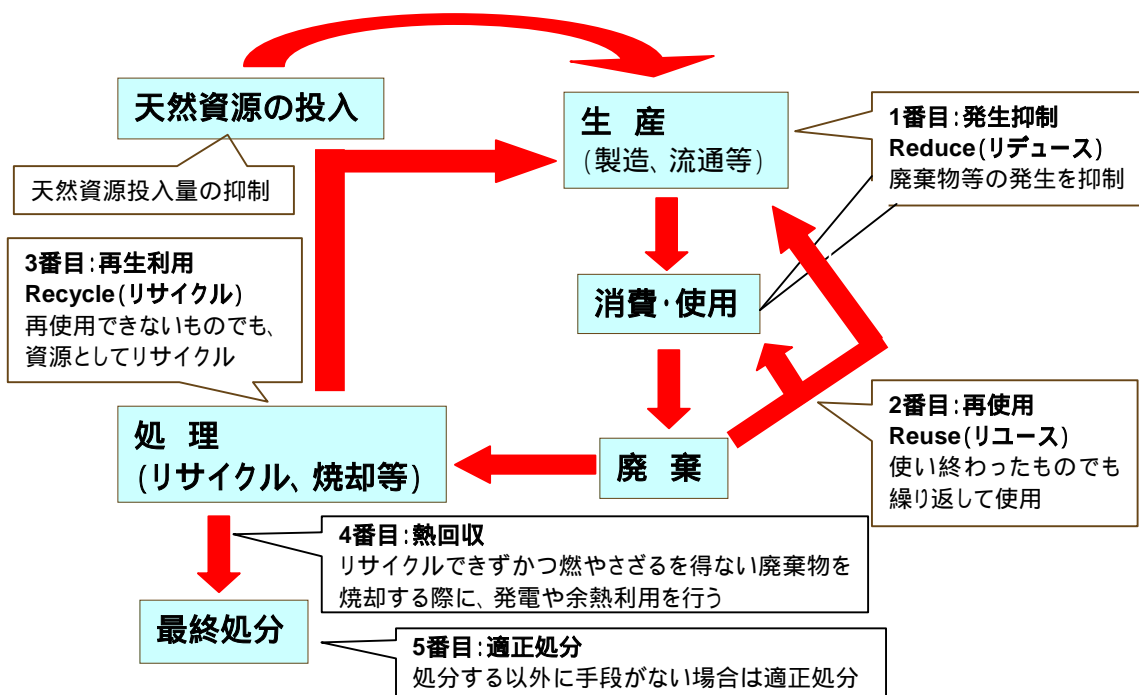 天然資源の投入
生 産
(製造、流通等)
1番目:発生抑制
Reduce(リデュース)
廃棄物等の発生を抑制
天然資源投入量の抑制
3番目:再生利用
Recycle(リサイクル)
再使用できないものでも、
資源としてリサイクル
消費・使用
処 理
(リサイクル、焼却等)
廃 棄
2番目:再使用
Reuse(リユース)
使い終わったものでも
繰り返して使用
4番目:熱回収
リサイクルできずかつ燃やさざるを得ない廃棄物を
焼却する際に、発電や余熱利用を行う
最終処分
5番目:適正処分
処分する以外に手段がない場合は適正処分